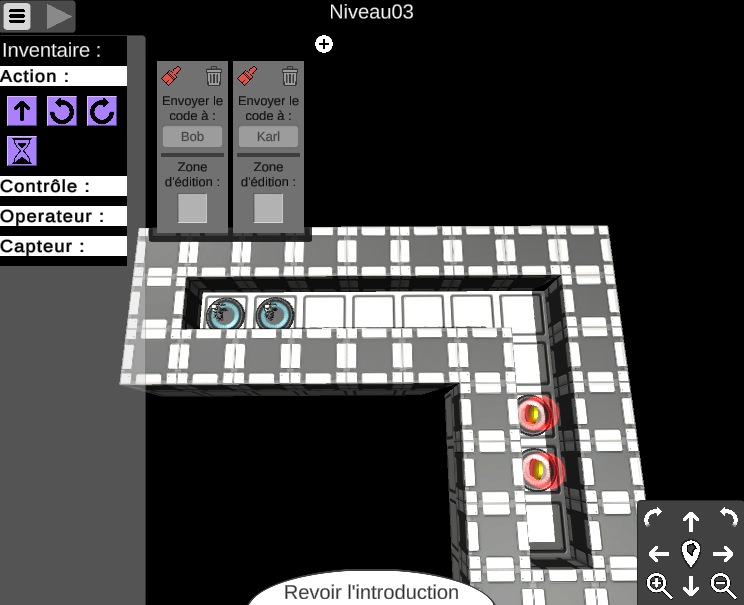 Niveau03
Inventaire :
Action :
Contrôle :
Operateur :
Capteur :
Envoyer le
code à :
Bob
Zone
d'édition :
Envoyer le
code à :
Karl
Zone
d'édition :
Revoir l'introduction